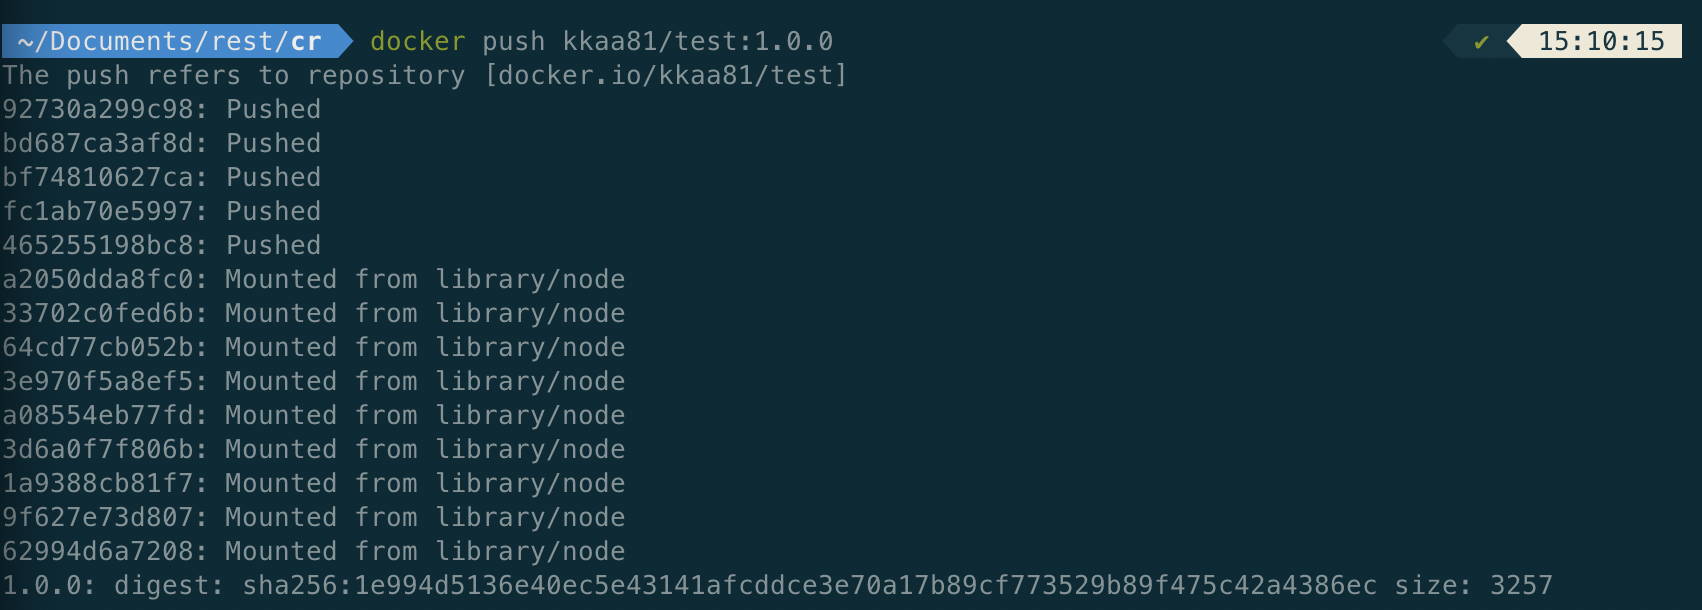 ~/Documents/rest/cr docker push kkaa81/test:1.0.0 ✔ 15:10:15
The push refers to repository [docker.io/kkaa81/test]
92730a299c98: Pushed
bd687ca3af8d: Pushed
bf74810627ca: Pushed
fc1ab70e5997: Pushed
465255198bc8: Pushed
a2050dda8fc0: Mounted from library/node
33702c0fed6b: Mounted from library/node
64cd77cb052b: Mounted from library/node
3e970f5a8ef5: Mounted from library/node
a08554eb77fd: Mounted from library/node
3d6a0f7f806b: Mounted from library/node
1a9388cb81f7: Mounted from library/node
9f627e73d807: Mounted from library/node
62994d6a7208: Mounted from library/node
1.0.0: digest: sha256:1e994d5136e40ec5e43141afcddce3e70a17b89cf773529b89f475c42a4386ec size: 3257